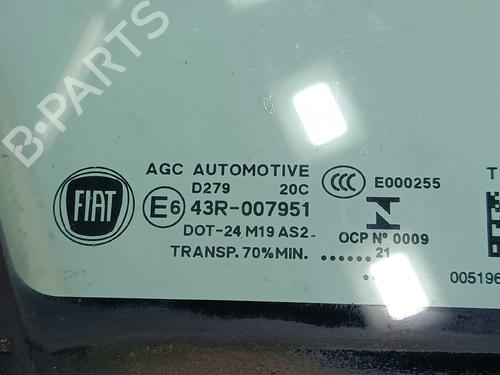 B-PARTS
AGC AUTOMOTIVE
D279 20C
CCC E000255
FIAT
E6 43R-007951
DOT-24 M19 AS2
OCP Nº 0009
TRANSP. 70% MIN.
....... 21
T
005196